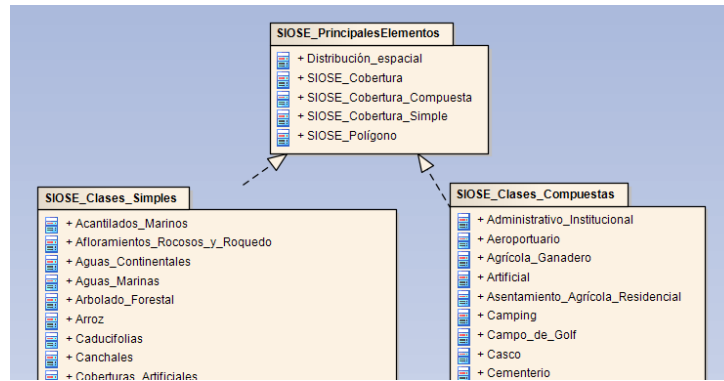 SIOSE_PrincipalesElementos
+ Distribución_espacial
+ SIOSE_Cobertura
+ SIOSE_Cobertura_Compuesta
+ SIOSE_Cobertura_Simple
+ SIOSE_Polígono
SIOSE_Clases_Simples
+ Acantilados_Marinos
+ Afloramientos_Rocosos_y_Roquedo
+ Aguas_Continentales
+ Aguas_Marinas
+ Arbolado_Forestal
+ Arroz
+ Caducifolias
+ Canchales
+ Coberturas_Artificiales
SIOSE_Clases_Compuestas
+ Administrativo_Institucional
+ Aeroportuario
+ Agrícola_Ganadero
+ Artificial
+ Asentamiento_Agrícola_Residencial
+ Camping
+ Campo_de_Golf
+ Casco
+ Cementerio